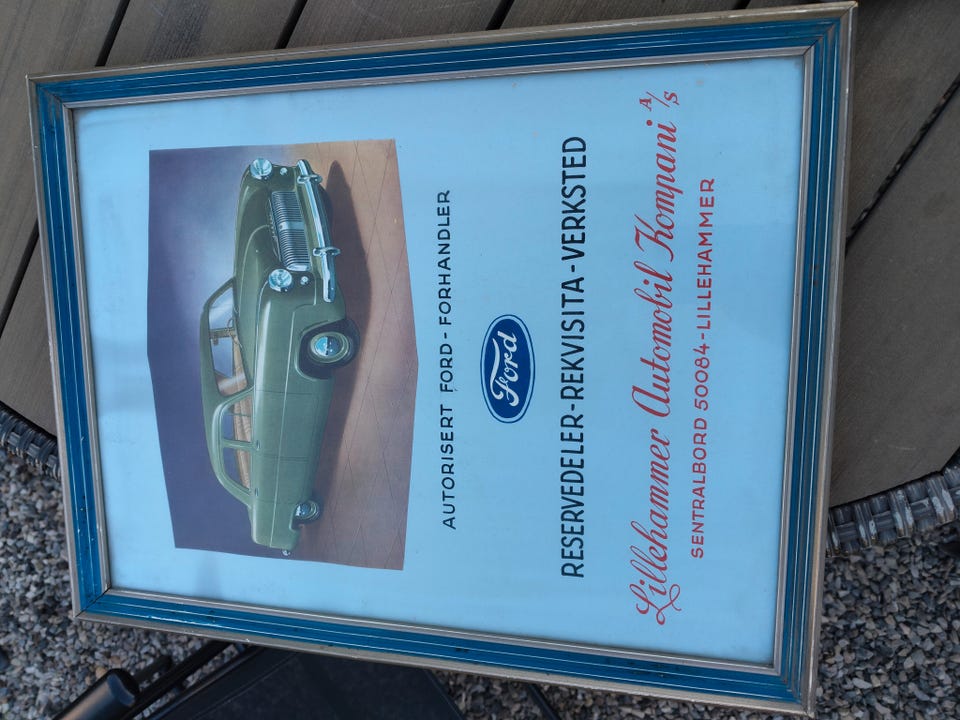 AUTORISERT FORD-FORHANDLER
Ford
RESERVEDELER-REKVISITA-VERKSTED
Lillehammer Automobil Kompani A/s
SENTRALBORD 50084-LILLEHAMMER